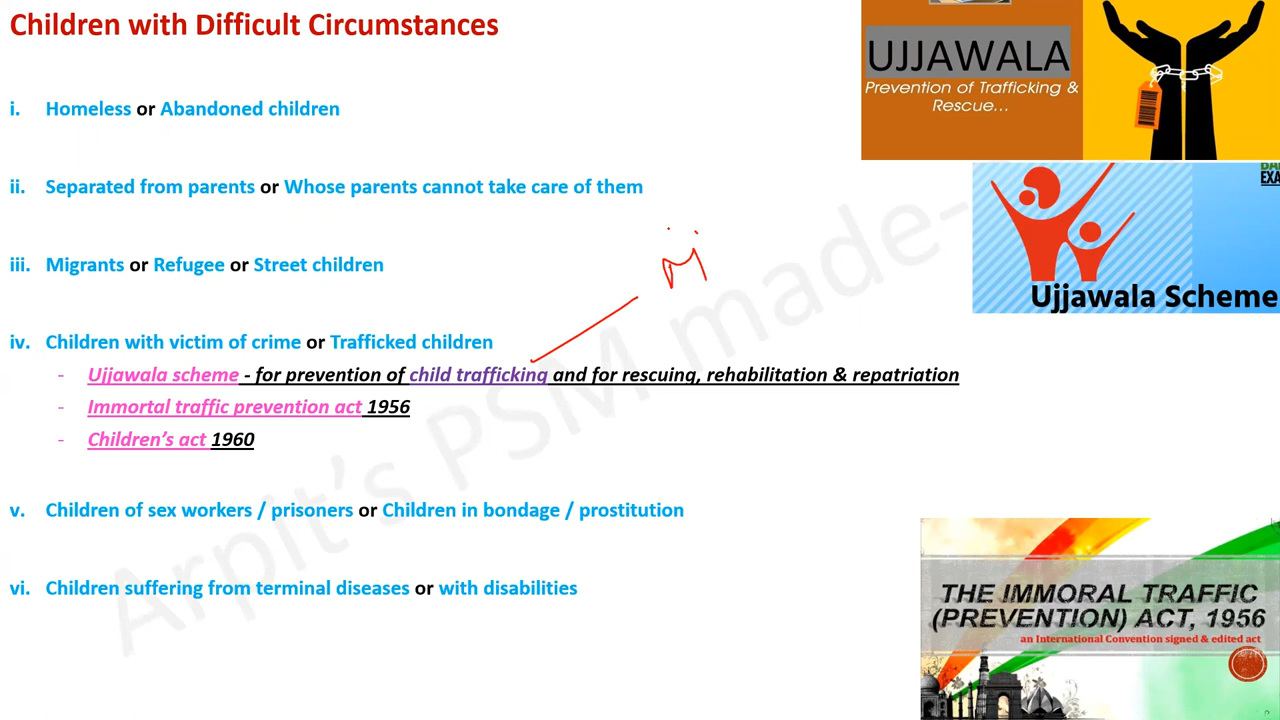 Children with Difficult Circumstances
UJJAWALA
Prevention of Trafficking &
Rescue...
i. Homeless or Abandoned children
ii. Separated from parents or Whose parents cannot take care of them
iii. Migrants or Refugee or Street children
Ujjawala Scheme
iv. Children with victim of crime or Trafficked children
- Ujjawala scheme - for prevention of child trafficking and for rescuing, rehabilitation & repatriation
- Immortal traffic prevention act 1956
- Children's act 1960
v. Children of sex workers / prisoners or Children in bondage / prostitution
vi. Children suffering from terminal diseases or with disabilities
THE IMMORAL TRAFFIC
(PREVENTION) ACT, 1956
an International Convention signed & edited act
Arpit's PSM made-